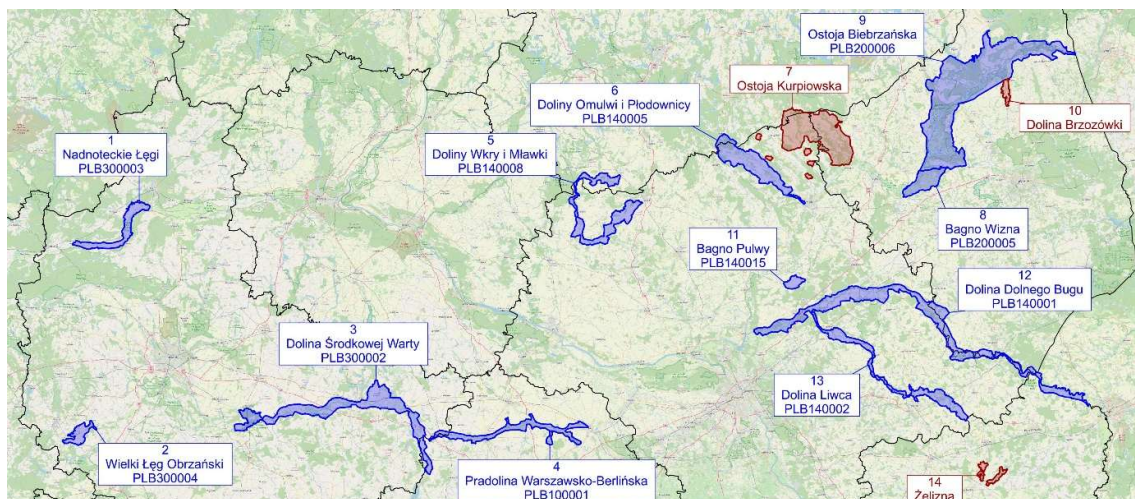 9
Ostoja Biebrzańska
PLB200006
7
Ostoja Kurpiowska
6
Doliny Omulwi i Płodownicy
PLB140005
10
Dolina Brzozówki
1
Nadnoteckie Łęgi
PLB300003
5
Doliny Wkry i Mławki
PLB140008
8
Bagno Wizna
PLB200005
11
Bagno Pulwy
PLB140015
12
Dolina Dolnego Bugu
PLB140001
3
Dolina Środkowej Warty
PLB300002
13
Dolina Liwca
PLB140002
2
Wielki Łęg Obrzański
PLB300004
4
Pradolina Warszawsko-Berlińska
PLB100001
14
Żelizna